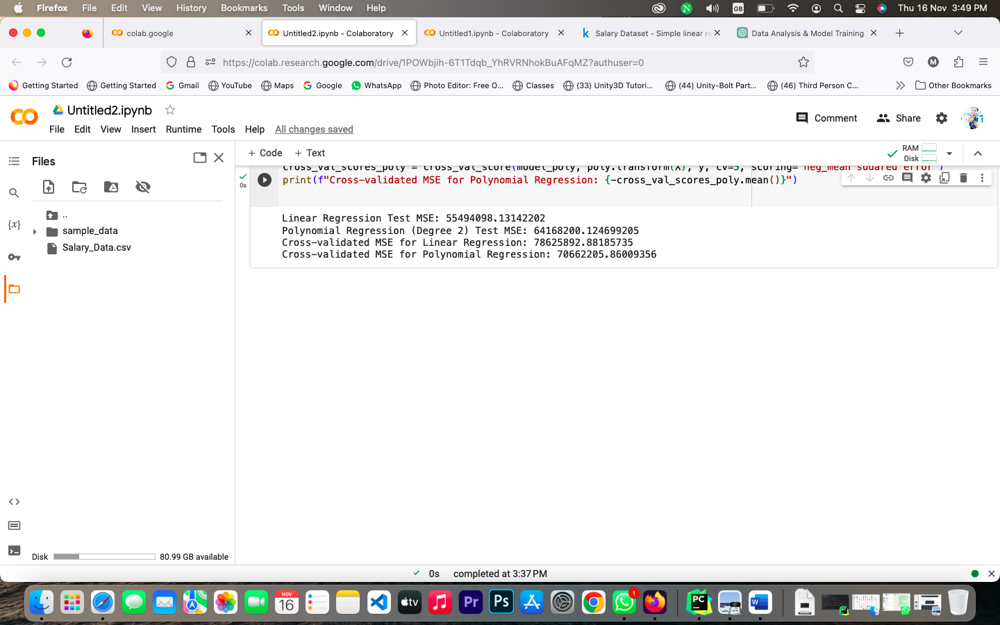 Firefox File Edit View History Bookmarks Tools Window Help GB Thu 16 Nov 3:49 PM
colab.google Untitled2.ipynb - Colaboratory Untitled1.ipynb - Colaboratory Salary Dataset - Simple linear re Data Analysis & Model Training
https://colab.research.google.com/drive/1POWbjih-6T1Tdqb_YhRVRNhokBuAFqMZ?authuser=0 M
Getting Started Getting Started Gmail YouTube Maps Google WhatsApp Photo Editor: Free O... Classes (33) Unity3D Tutori... (44) Unity-Bolt Part... (46) Third Person C... Other Bookmarks
Untitled2.ipynb
File Edit View Insert Runtime Tools Help All changes saved Comment Share
Files + Code + Text RAM
Disk
cross_val_scores_poly = cross_val_score(model_poly, poly.transform(X), y, cv=5, scoring='neg_mean_squared_error')
0s print(f"Cross-validated MSE for Polynomial Regression: {-cross_val_scores_poly.mean()}")
..
sample_data
Salary_Data.csv
Linear Regression Test MSE: 55494098.13142202
Polynomial Regression (Degree 2) Test MSE: 64168200.124699205
Cross-validated MSE for Linear Regression: 78625892.88185735
Cross-validated MSE for Polynomial Regression: 70662205.86009356
{x}
Disk 80.99 GB available
0s completed at 3:37 PM
NOV
16
tv
Pr
Ps
1
PC
W